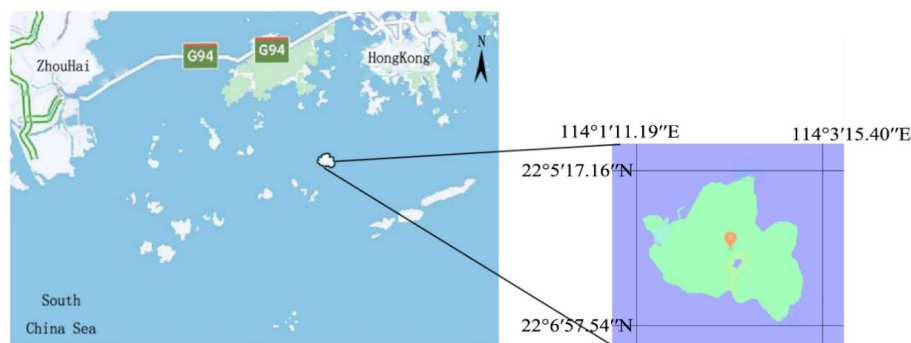 ZhouHai
G94
G94
HongKong
N
South
China Sea
114°1′11.19″E
114°3′15.40″E
22°5′17.16″N
22°6′57.54″N